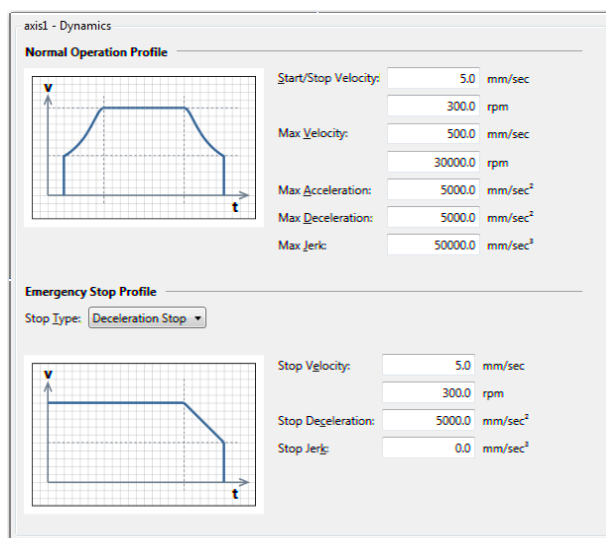 axis1 - Dynamics
Normal Operation Profile
v
t
Start/Stop Velocity: 5.0 mm/sec
300.0 rpm
Max Velocity: 500.0 mm/sec
30000.0 rpm
Max Acceleration: 5000.0 mm/sec²
Max Deceleration: 5000.0 mm/sec²
Max Jerk: 50000.0 mm/sec³
Emergency Stop Profile
Stop Type: Deceleration Stop
v
t
Stop Velocity: 5.0 mm/sec
300.0 rpm
Stop Deceleration: 5000.0 mm/sec²
Stop Jerk: 0.0 mm/sec³